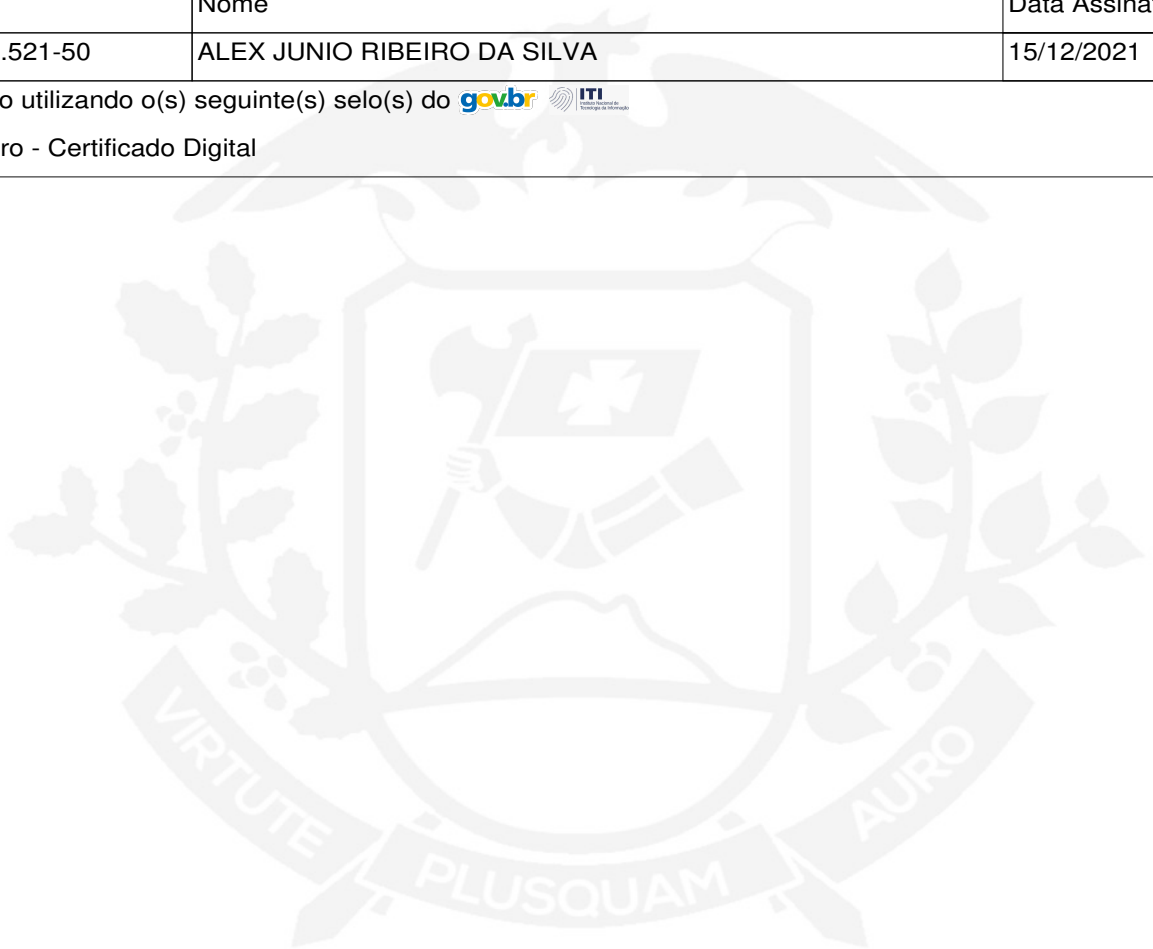 Nome Data Assinat
.521-50 ALEX JUNIO RIBEIRO DA SILVA 15/12/2021
o utilizando o(s) seguinte(s) selo(s) do gov.br ITI
ro - Certificado Digital
VIRTUTE PLUSQUAM AURO